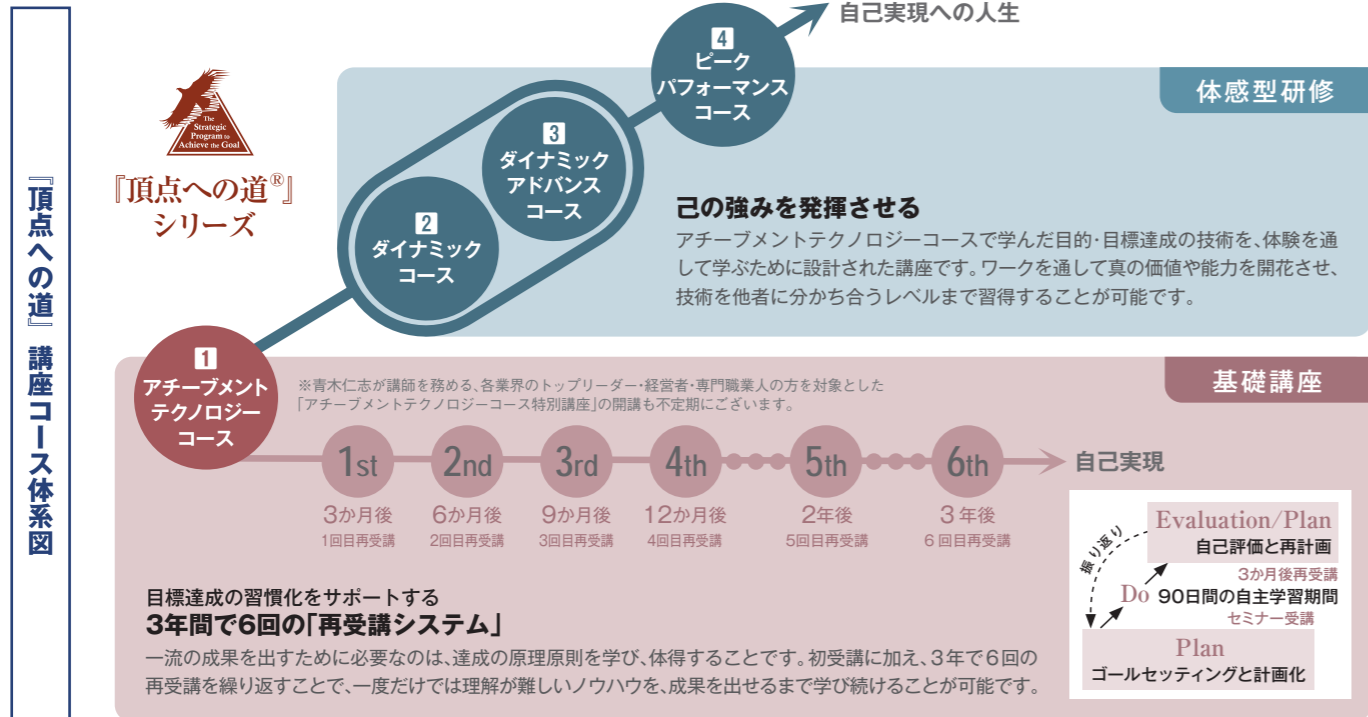 『頂点への道』講座コース体系図
The
Strategic
Program to
Achieve the Goal
『頂点への道®』
シリーズ
自己実現への人生
4
ピーク
パフォーマンス
コース
3
ダイナミック
アドバンス
コース
2
ダイナミック
コース
体感型研修
己の強みを発揮させる
アチーブメントテクノロジーコースで学んだ目的・目標達成の技術を、体験を通
して学ぶために設計された講座です。ワークを通して真の価値や能力を開花させ、
技術を他者に分かち合うレベルまで習得することが可能です。
1
アチーブメント
テクノロジー
コース
基礎講座
※青木仁志が講師を務める、各業界のトップリーダー・経営者・専門職業人の方を対象とした
「アチーブメントテクノロジーコース特別講座」の開講も不定期にございます。
1st 2nd 3rd 4th 5th 6th 自己実現
3か月後 6か月後 9か月後 12か月後 2年後 3年後
1回目再受講 2回目再受講 3回目再受講 4回目再受講 5回目再受講 6回目再受講
目標達成の習慣化をサポートする
3年間で6回の「再受講システム」
一流の成果を出すために必要なのは、達成の原理原則を学び、体得することです。初受講に加え、3年で6回の
再受講を繰り返すことで、一度だけでは理解が難しいノウハウを、成果を出せるまで学び続けることが可能です。
Evaluation/Plan
自己評価と再計画
振り返り
3か月後再受講
Do 90日間の自主学習期間
セミナー受講
Plan
ゴールセッティングと計画化